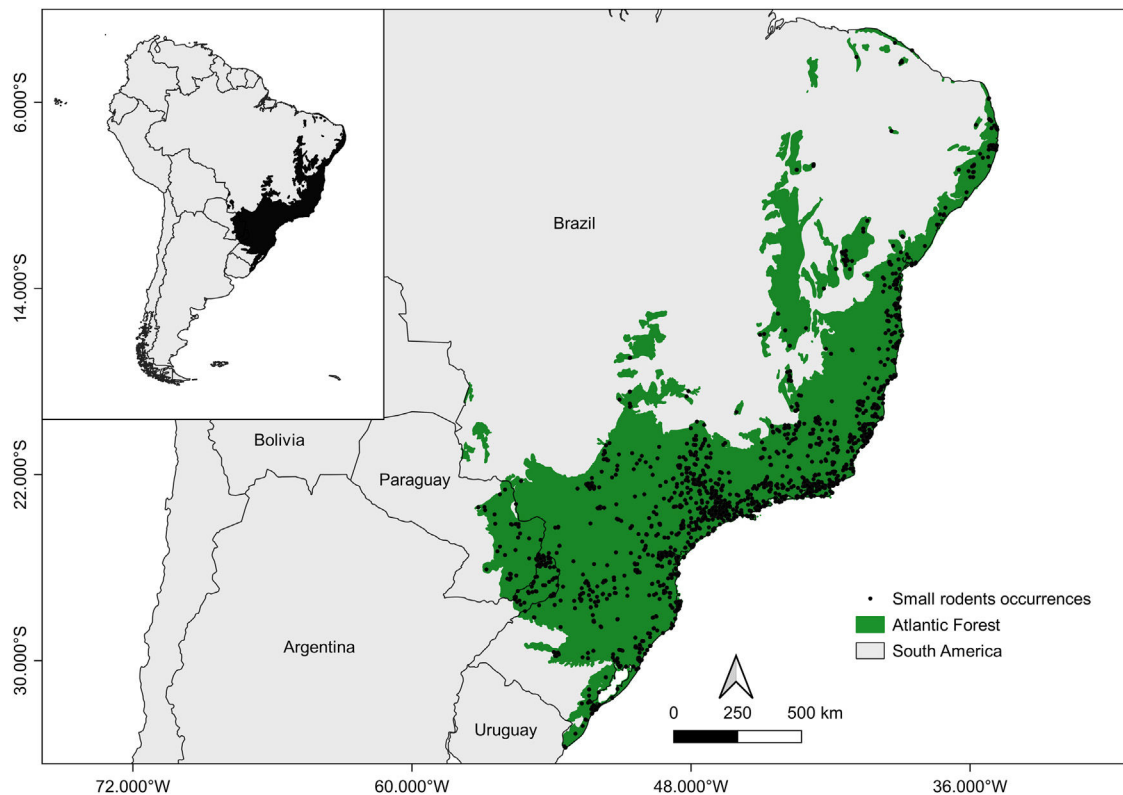 6.000°S
14.000°S
22.000°S
30.000°S
Brazil
Bolivia
Paraguay
Argentina
Uruguay
Small rodents occurrences
Atlantic Forest
South America
0 250 500 km
72.000°W 60.000°W 48.000°W 36.000°W